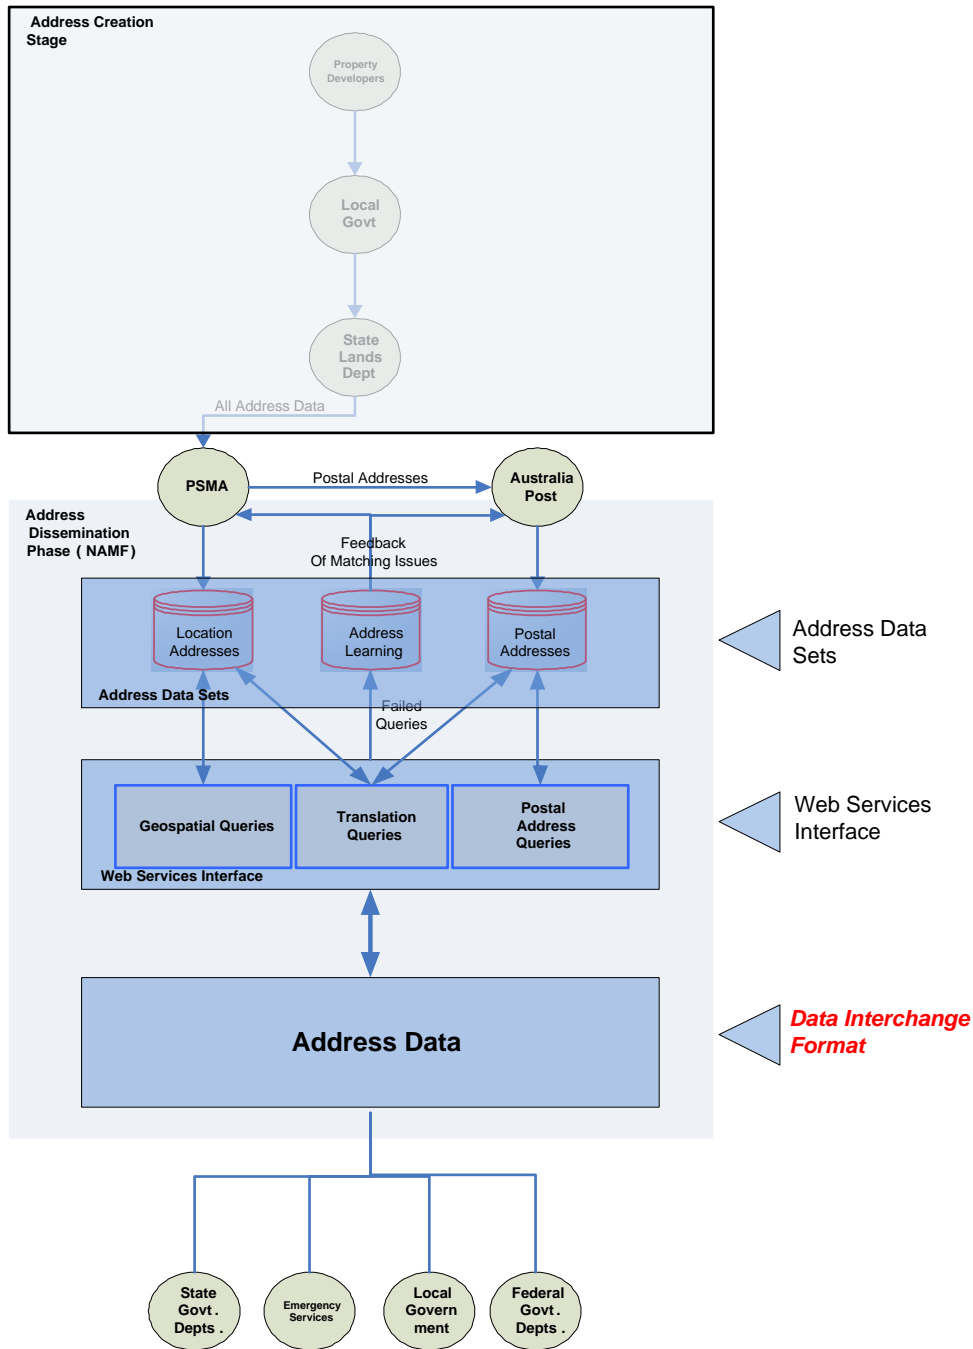 Address Creation
Stage
Property
Developers
Local
Govt
State
Lands
Dept
All Address Data
PSMA
Postal Addresses
Australia
Post
Address
Dissemination
Phase ( NAMF)
Feedback
Of Matching Issues
Location
Addresses
Address
Learning
Postal
Addresses
Address Data Sets
Failed
Queries
Address Data
Sets
Geospatial Queries
Translation
Queries
Postal
Address
Queries
Web Services Interface
Web Services
Interface
Address Data
Data Interchange
Format
State
Govt .
Depts .
Emergency
Services
Local
Govern
ment
Federal
Govt .
Depts .